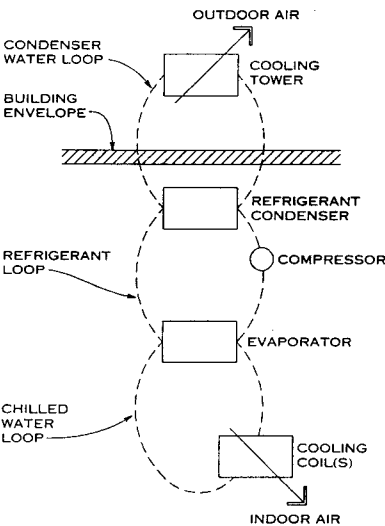 OUTDOOR AIR
CONDENSER
WATER LOOP
COOLING
TOWER
BUILDING
ENVELOPE
REFRIGERANT
CONDENSER
REFRIGERANT
LOOP
COMPRESSOR
EVAPORATOR
CHILLED
WATER
LOOP
COOLING
COIL(S)
INDOOR AIR